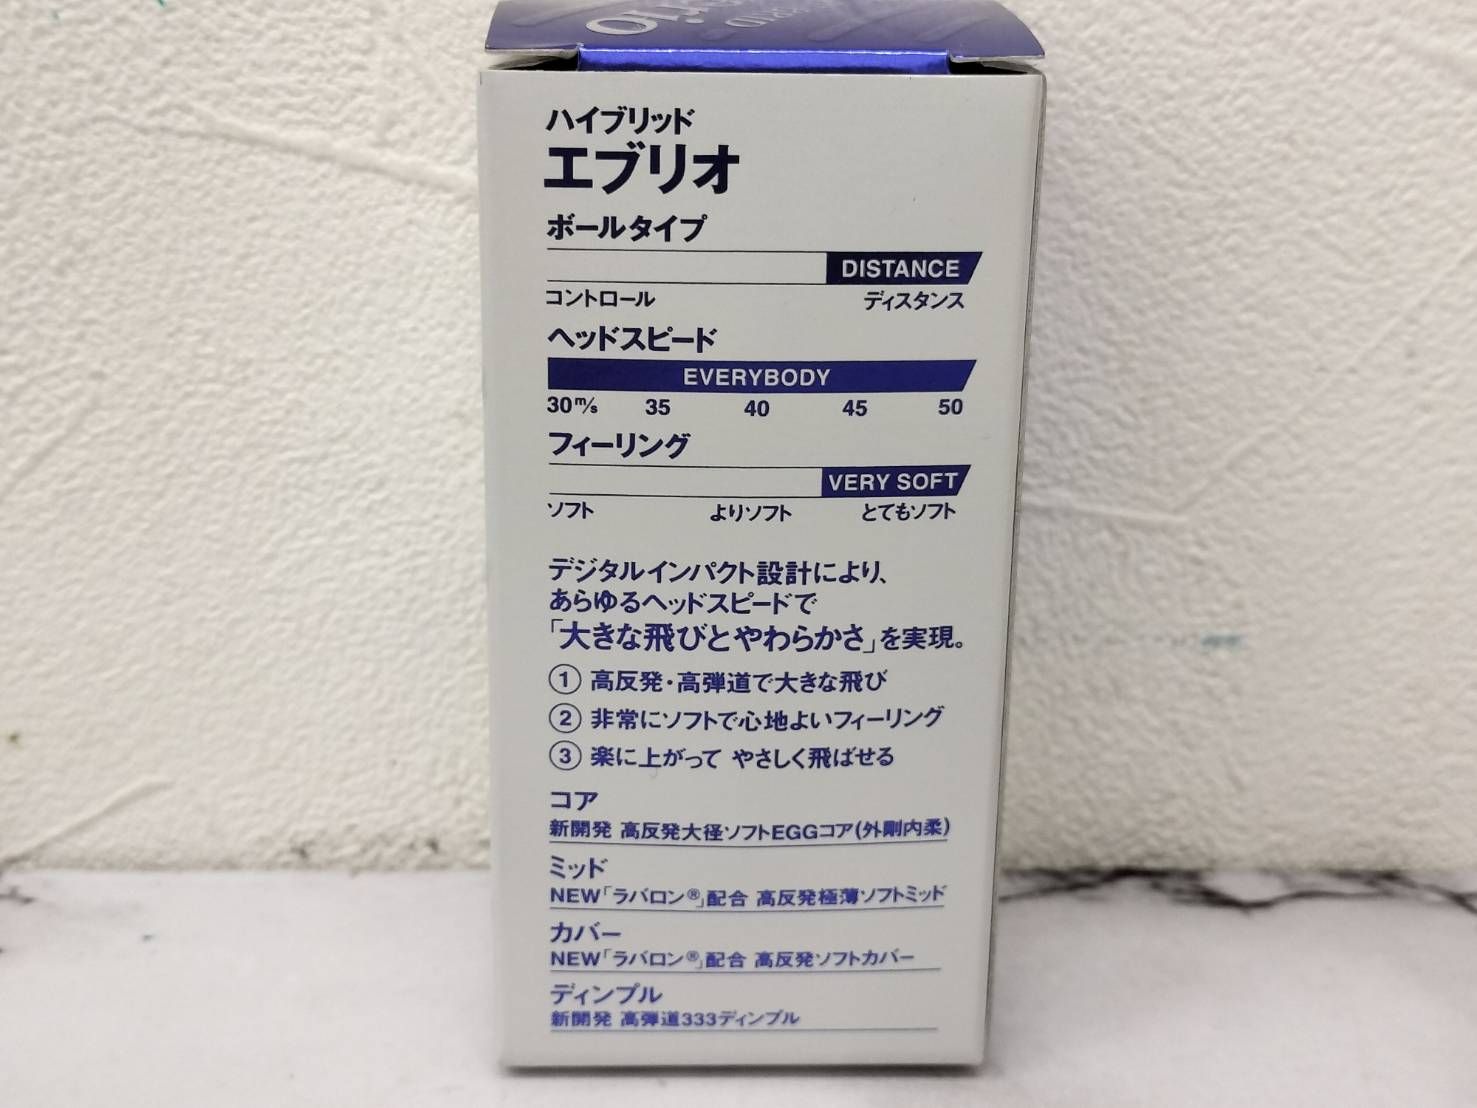 ハイブリッド
エブリオ
ボールタイプ
DISTANCE
コントロール ディスタンス
ヘッドスピード
EVERYBODY
30m/s 35 40 45 50
フィーリング
VERY SOFT
ソフト よりソフト とてもソフト
デジタルインパクト設計により、
あらゆるヘッドスピードで
「大きな飛びとやわらかさ」を実現。
① 高反発・高弾道で大きな飛び
② 非常にソフトで心地よいフィーリング
③ 楽に上がって やさしく飛ばせる
コア
新開発 高反発大径ソフトEGGコア(外剛内柔)
ミッド
NEW「ラバロン®」配合 高反発極薄ソフトミッド
カバー
NEW「ラバロン®」配合 高反発ソフトカバー
ディンプル
新開発 高弾道333ディンプル